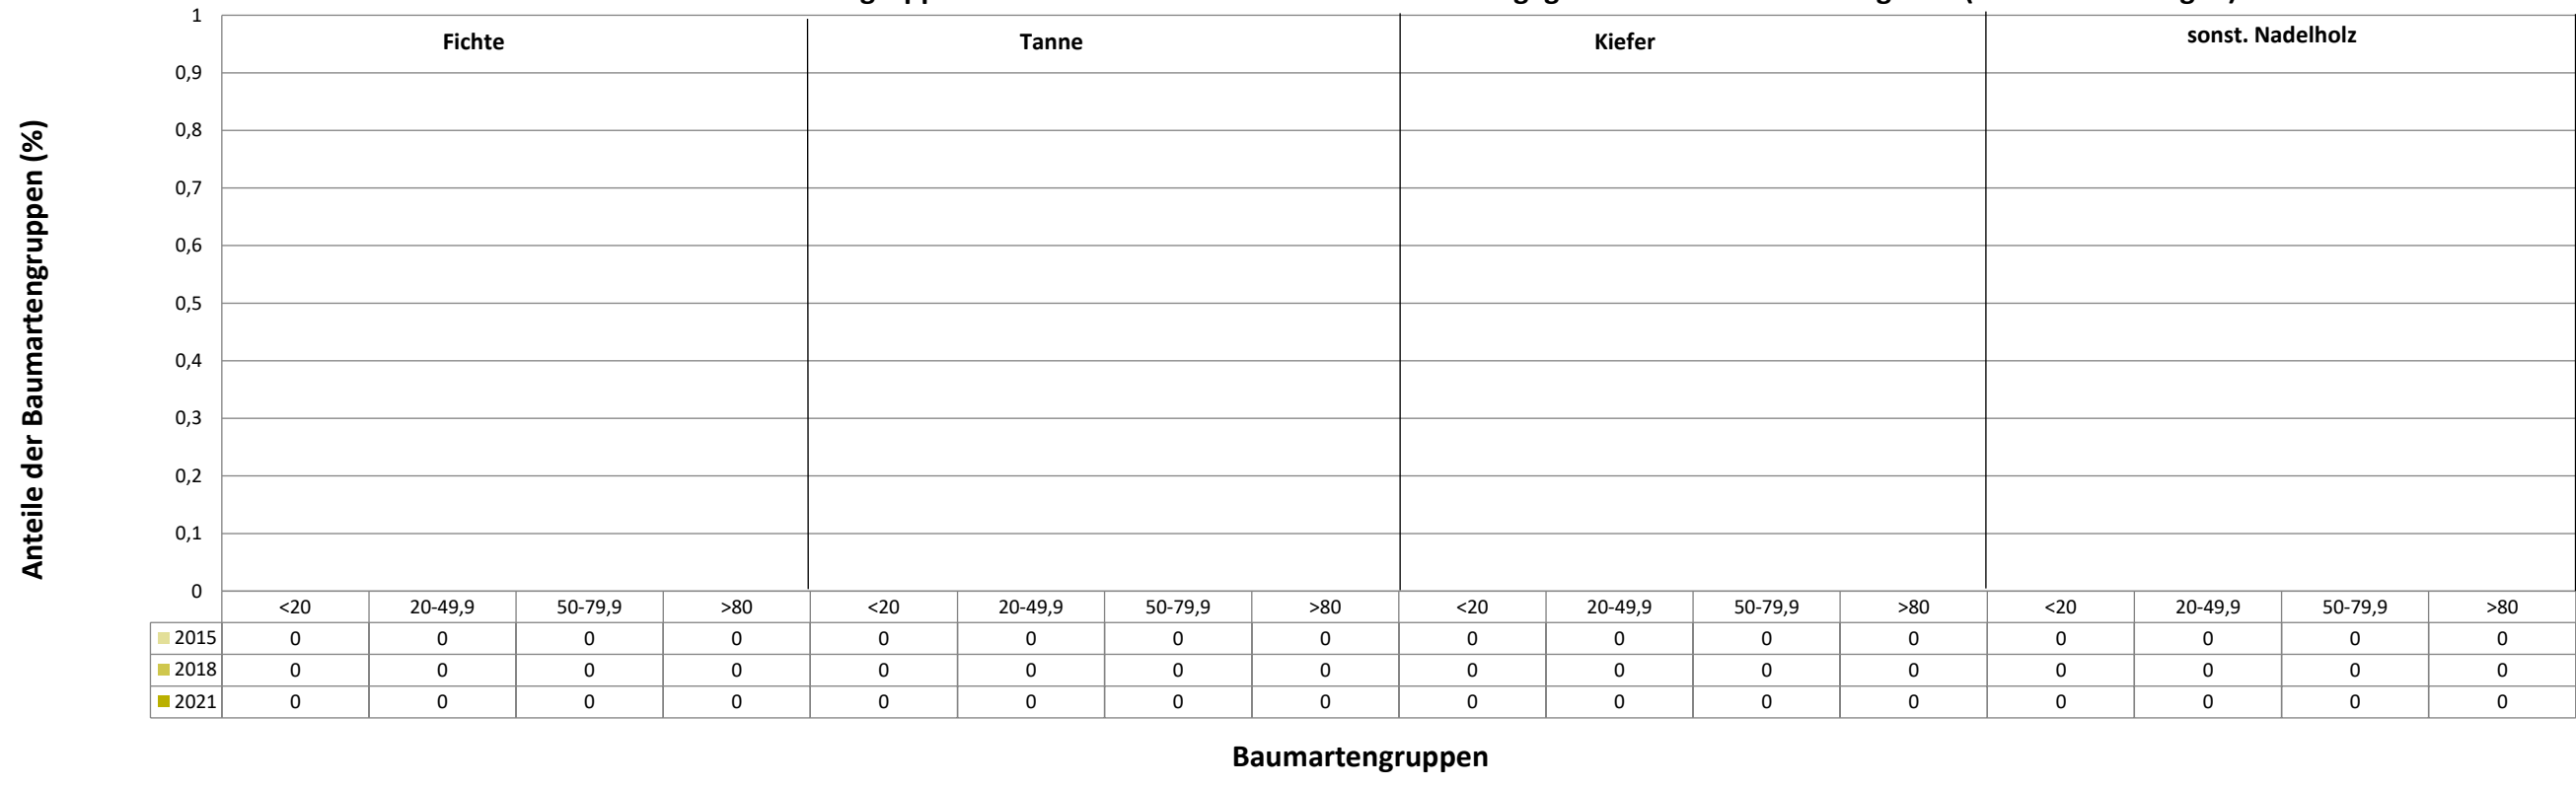 1
Fichte Tanne Kiefer sonst. Nadelholz
0,9
0,8
0,7
0,6
0,5
0,4
0,3
0,2
0,1
0
Anteile der Baumartengruppen (%)
<20 20-49,9 50-79,9 >80 <20 20-49,9 50-79,9 >80 <20 20-49,9 50-79,9 >80 <20 20-49,9 50-79,9 >80
2015 0 0 0 0 0 0 0 0 0 0 0 0 0 0 0 0
2018 0 0 0 0 0 0 0 0 0 0 0 0 0 0 0 0
2021 0 0 0 0 0 0 0 0 0 0 0 0 0 0 0 0
Baumartengruppen